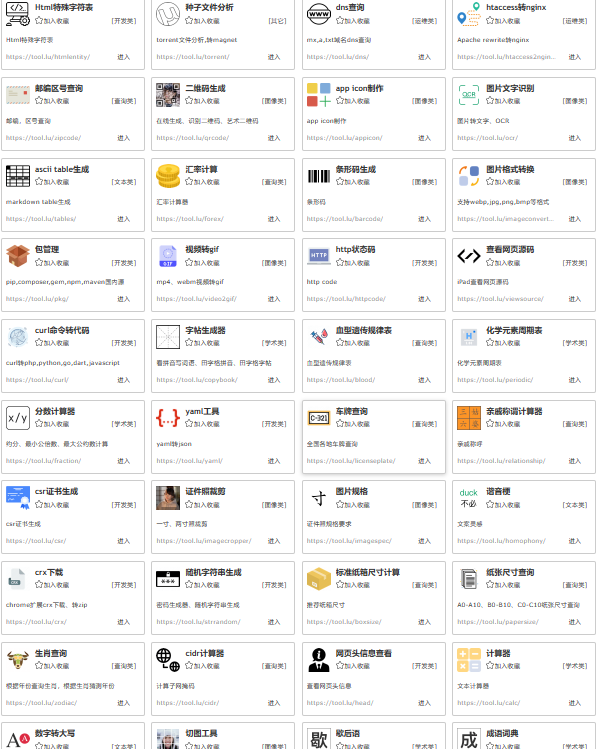 Html特殊字符表
加入收藏 [开发类]
Html特殊字符表
https://tool.lu/htmlentity/ 进入
种子文件分析
加入收藏 [其它]
torrent文件分析,转magnet
https://tool.lu/torrent/ 进入
dns查询
加入收藏 [运维类]
mx,a,txt域名dns查询
https://tool.lu/dns/ 进入
htaccess转nginx
加入收藏 [运维类]
Apache rewrite转nginx
https://tool.lu/htaccess2ngin... 进入
邮编区号查询
加入收藏 [查询类]
邮编、区号查询
https://tool.lu/zipcode/ 进入
二维码生成
加入收藏 [图像类]
在线生成、识别二维码、艺术二维码
https://tool.lu/qrcode/ 进入
app icon制作
加入收藏 [图像类]
app icon制作
https://tool.lu/appicon/ 进入
OCR
图片文字识别
加入收藏 [图像类]
图片转文字、OCR
https://tool.lu/ocr/ 进入
ascii table生成
加入收藏 [文本类]
markdown table生成
https://tool.lu/tables/ 进入
汇率计算
加入收藏 [查询类]
汇率计算器
https://tool.lu/forex/ 进入
条形码生成
加入收藏 [图像类]
条形码
https://tool.lu/barcode/ 进入
图片格式转换
加入收藏 [图像类]
支持webp,jpg,png,bmp等格式
https://tool.lu/imageconvert... 进入
包管理
加入收藏 [开发类]
pip,composer,gem,npm,maven国内源
https://tool.lu/pkg/ 进入
GIF
视频转gif
加入收藏 [图像类]
mp4、webm视频转gif
https://tool.lu/video2gif/ 进入
HTTP
http状态码
加入收藏 [开发类]
http code
https://tool.lu/httpcode/ 进入
查看网页源码
加入收藏 [开发类]
iPad查看网页源码
https://tool.lu/viewsource/ 进入
curl命令转代码
加入收藏 [开发类]
curl转php,python,go,dart,javascript
https://tool.lu/curl/ 进入
字帖生成器
加入收藏 [学术类]
看拼音写词语、田字格拼音、田字格字帖
https://tool.lu/copybook/ 进入
血型遗传规律表
加入收藏 [查询类]
血型遗传规律表
https://tool.lu/blood/ 进入
H
化学元素周期表
加入收藏 [学术类]
化学元素周期表
https://tool.lu/periodic/ 进入
x/y
分数计算器
加入收藏 [学术类]
约分、最小公倍数、最大公约数计算
https://tool.lu/fraction/ 进入
{...}
yaml工具
加入收藏 [开发类]
yaml转json
https://tool.lu/yaml/ 进入
C-321
车牌查询
加入收藏 [查询类]
全国各地车牌查询
https://tool.lu/licenseplate/ 进入
亲戚称谓计算器
加入收藏 [查询类]
亲戚称呼
https://tool.lu/relationship/ 进入
csr证书生成
加入收藏 [开发类]
csr证书生成
https://tool.lu/csr/ 进入
证件照裁剪
加入收藏 [图像类]
一寸、两寸照裁剪
https://tool.lu/imagecropper/ 进入
寸
图片规格
加入收藏 [图像类]
证件照规格要求
https://tool.lu/imagespec/ 进入
duck
不必
谐音梗
加入收藏 [文本类]
文案灵感
https://tool.lu/homophony/ 进入
crx下载
加入收藏 [开发类]
chrome扩展crx下载、转zip
https://tool.lu/crx/ 进入
随机字符串生成
加入收藏 [开发类]
密码生成器、随机字符串生成
https://tool.lu/strrandom/ 进入
标准纸箱尺寸计算
加入收藏 [查询类]
推荐纸箱尺寸
https://tool.lu/boxsize/ 进入
纸张尺寸查询
加入收藏 [查询类]
A0-A10、B0-B10、C0-C10纸张尺寸查询
https://tool.lu/papersize/ 进入
生肖查询
加入收藏 [查询类]
根据年份查询生肖，根据生肖猜测年份
https://tool.lu/zodiac/ 进入
cidr计算器
加入收藏 [运维类]
计算子网掩码
https://tool.lu/cidr/ 进入
网页头信息查看
加入收藏 [开发类]
查看网页头信息
https://tool.lu/head/ 进入
计算器
加入收藏 [学术类]
文本计算器
https://tool.lu/calc/ 进入
数字转大写
加入收藏 [文本类]
切图工具
加入收藏 [图像类]
歇
歇后语
加入收藏 [学术类]
成
成语词典
加入收藏 [学术类]